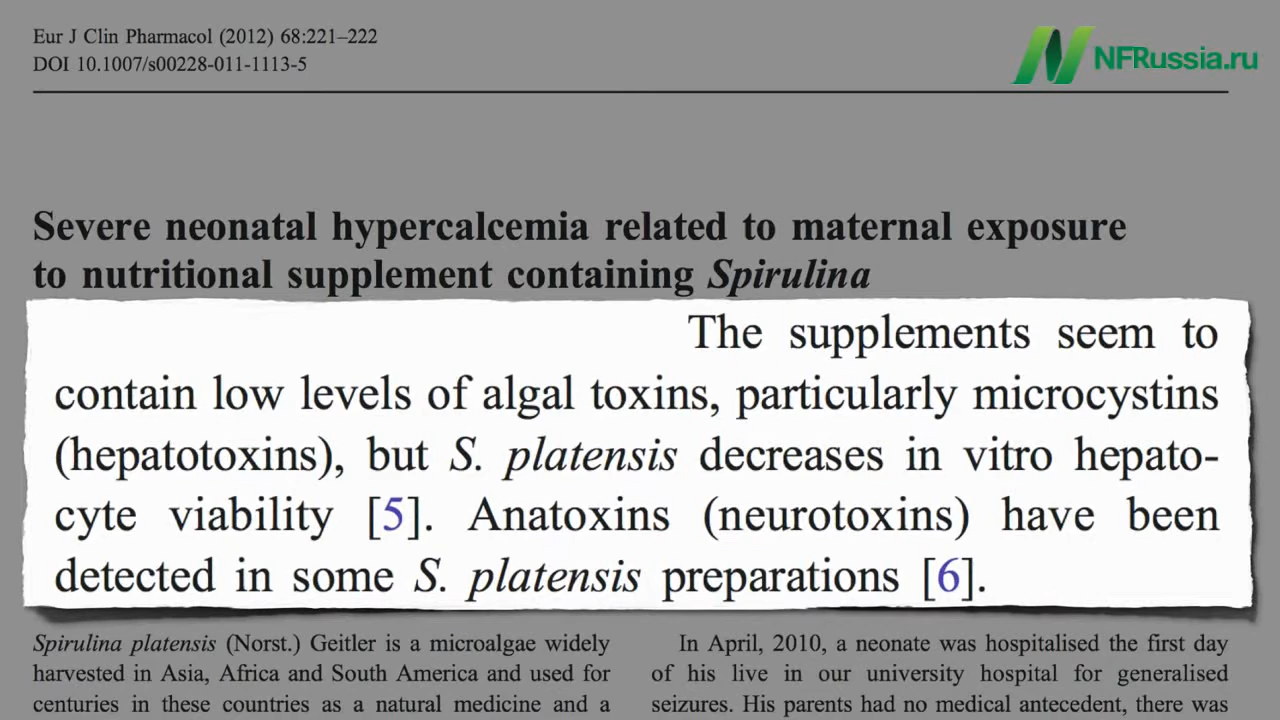 Eur J Clin Pharmacol (2012) 68:221–222
DOI 10.1007/s00228-011-1113-5
NFRussia.ru
Severe neonatal hypercalcemia related to maternal exposure
to nutritional supplement containing Spirulina
The supplements seem to
contain low levels of algal toxins, particularly microcystins
(hepatotoxins), but S. platensis decreases in vitro hepato-
cyte viability [5]. Anatoxins (neurotoxins) have been
detected in some S. platensis preparations [6].
Spirulina platensis (Norst.) Geitler is a microalgae widely
harvested in Asia, Africa and South America and used for
centuries in these countries as a natural medicine and a
In April, 2010, a neonate was hospitalised the first day
of his live in our university hospital for generalised
seizures. His parents had no medical antecedent, there was